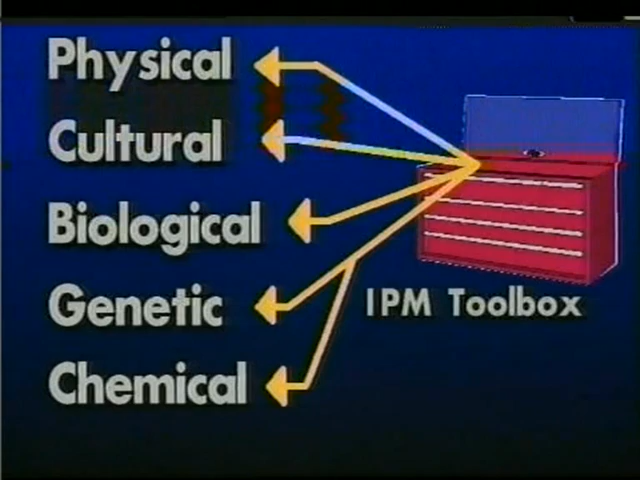 Physical
Cultural
Biological
Genetic
Chemical
IPM Toolbox